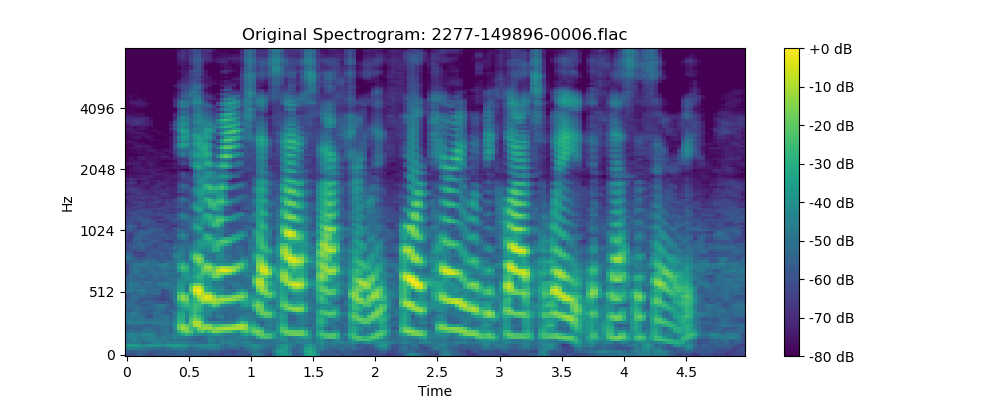 Original Spectrogram: 2277-149896-0006.flac
Hz
4096
2048
1024
512
0
0 0.5 1 1.5 2 2.5 3 3.5 4 4.5
Time
+0 dB
-10 dB
-20 dB
-30 dB
-40 dB
-50 dB
-60 dB
-70 dB
-80 dB